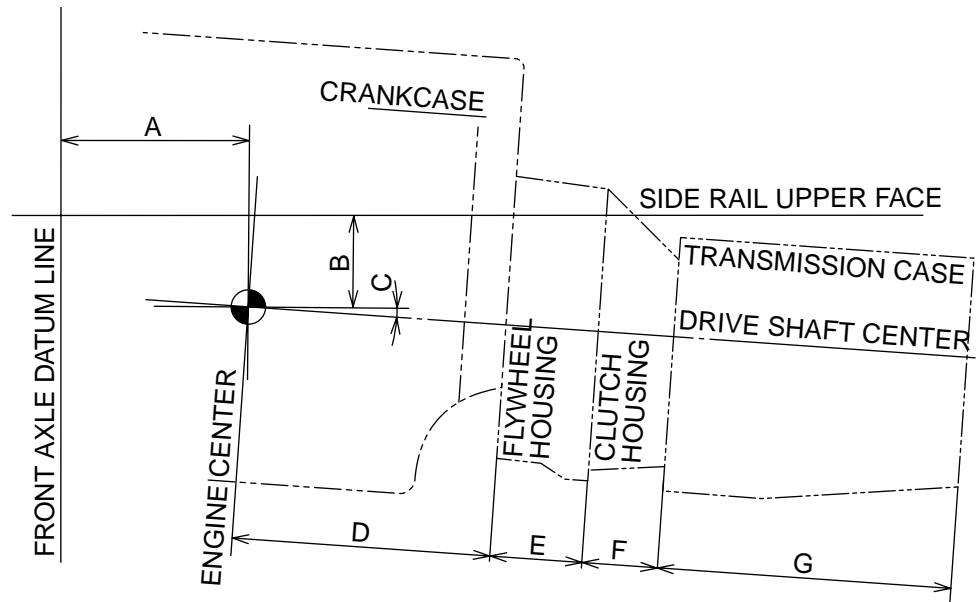 CRANKCASE
A
SIDE RAIL UPPER FACE
B
C
TRANSMISSION CASE
DRIVE SHAFT CENTER
FRONT AXLE DATUM LINE
ENGINE CENTER
FLYWHEEL
HOUSING
CLUTCH
HOUSING
D
E
F
G